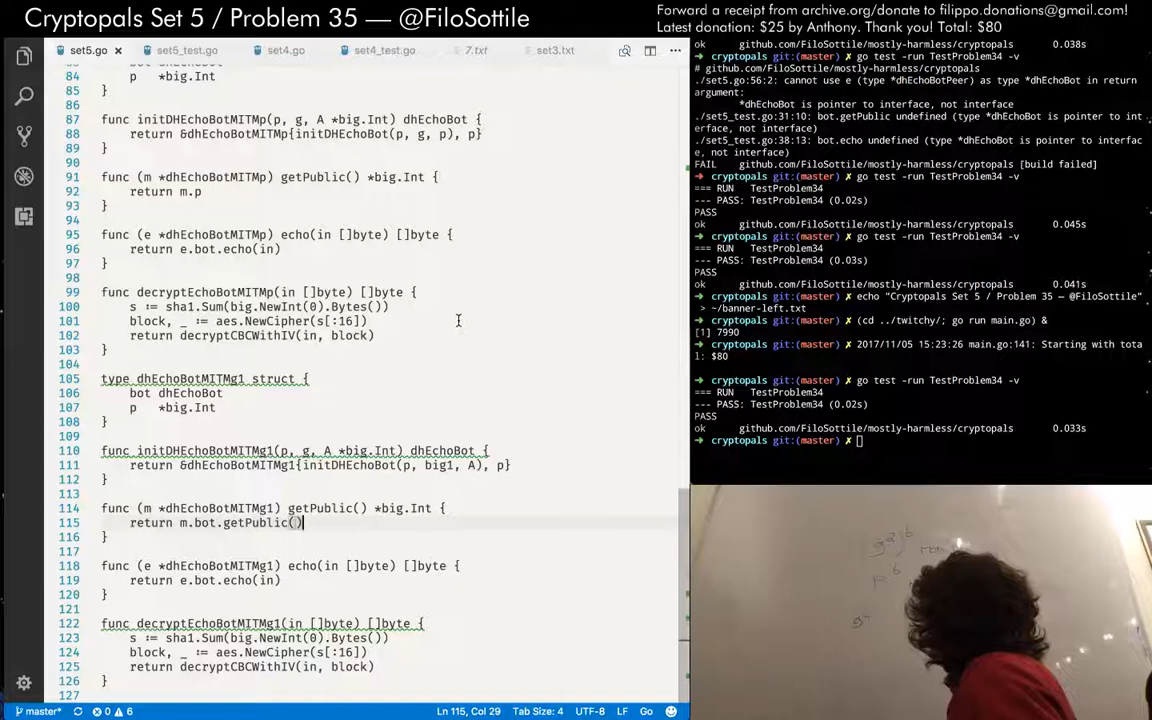 Cryptopals Set 5 / Problem 35 — @FiloSottile
Forward a receipt from archive.org/donate to filippo.donations@gmail.com!
Latest donation: $25 by Anthony. Thank you! Total: $80
set5.go ×
set5_test.go
set4.go
set4_test.go
7.txt
set3.txt
84 p *big.Int
85 }
86
87 func initDHEchoBotMITMp(p, g, A *big.Int) dhEchoBot {
88 return &dhEchoBotMITMp{initDHEchoBot(p, g, p), p}
89 }
90
91 func (m *dhEchoBotMITMp) getPublic() *big.Int {
92 return m.p
93 }
94
95 func (e *dhEchoBotMITMp) echo(in []byte) []byte {
96 return e.bot.echo(in)
97 }
98
99 func decryptEchoBotMITMp(in []byte) []byte {
100 s := sha1.Sum(big.NewInt(0).Bytes())
101 block, _ := aes.NewCipher(s[:16])
102 return decryptCBCWithIV(in, block)
103 }
104
105 type dhEchoBotMITMg1 struct {
106 bot dhEchoBot
107 p *big.Int
108 }
109
110 func initDHEchoBotMITMg1(p, g, A *big.Int) dhEchoBot {
111 return &dhEchoBotMITMg1{initDHEchoBot(p, big1, A), p}
112 }
113
114 func (m *dhEchoBotMITMg1) getPublic() *big.Int {
115 return m.bot.getPublic()
116 }
117
118 func (e *dhEchoBotMITMg1) echo(in []byte) []byte {
119 return e.bot.echo(in)
120 }
121
122 func decryptEchoBotMITMg1(in []byte) []byte {
123 s := sha1.Sum(big.NewInt(0).Bytes())
124 block, _ := aes.NewCipher(s[:16])
125 return decryptCBCWithIV(in, block)
126 }
127
master* 0 6 Ln 115, Col 29 Tab Size: 4 UTF-8 LF Go
ok github.com/FiloSottile/mostly-harmless/cryptopals 0.038s
➜ cryptopals git:(master) ✗ go test -run TestProblem34 -v
# github.com/FiloSottile/mostly-harmless/cryptopals
./set5.go:56:2: cannot use e (type *dhEchoBotPeer) as type *dhEchoBot in return
argument:
*dhEchoBot is pointer to interface, not interface
./set5_test.go:31:10: bot.getPublic undefined (type *dhEchoBot is pointer to int
erface, not interface)
./set5_test.go:38:13: bot.echo undefined (type *dhEchoBot is pointer to interfac
e, not interface)
FAIL github.com/FiloSottile/mostly-harmless/cryptopals [build failed]
➜ cryptopals git:(master) ✗ go test -run TestProblem34 -v
=== RUN TestProblem34
--- PASS: TestProblem34 (0.02s)
PASS
ok github.com/FiloSottile/mostly-harmless/cryptopals 0.045s
➜ cryptopals git:(master) ✗ go test -run TestProblem34 -v
=== RUN TestProblem34
--- PASS: TestProblem34 (0.03s)
PASS
ok github.com/FiloSottile/mostly-harmless/cryptopals 0.041s
➜ cryptopals git:(master) ✗ echo "Cryptopals Set 5 / Problem 35 — @FiloSottile"
> ~/banner-left.txt
➜ cryptopals git:(master) ✗ (cd ../twitchy/; go run main.go) &
[1] 7990
➜ cryptopals git:(master) ✗ 2017/11/05 15:23:26 main.go:141: Starting with tota
l: $80
➜ cryptopals git:(master) ✗ go test -run TestProblem34 -v
=== RUN TestProblem34
--- PASS: TestProblem34 (0.02s)
PASS
ok github.com/FiloSottile/mostly-harmless/cryptopals 0.033s
➜ cryptopals git:(master) ✗